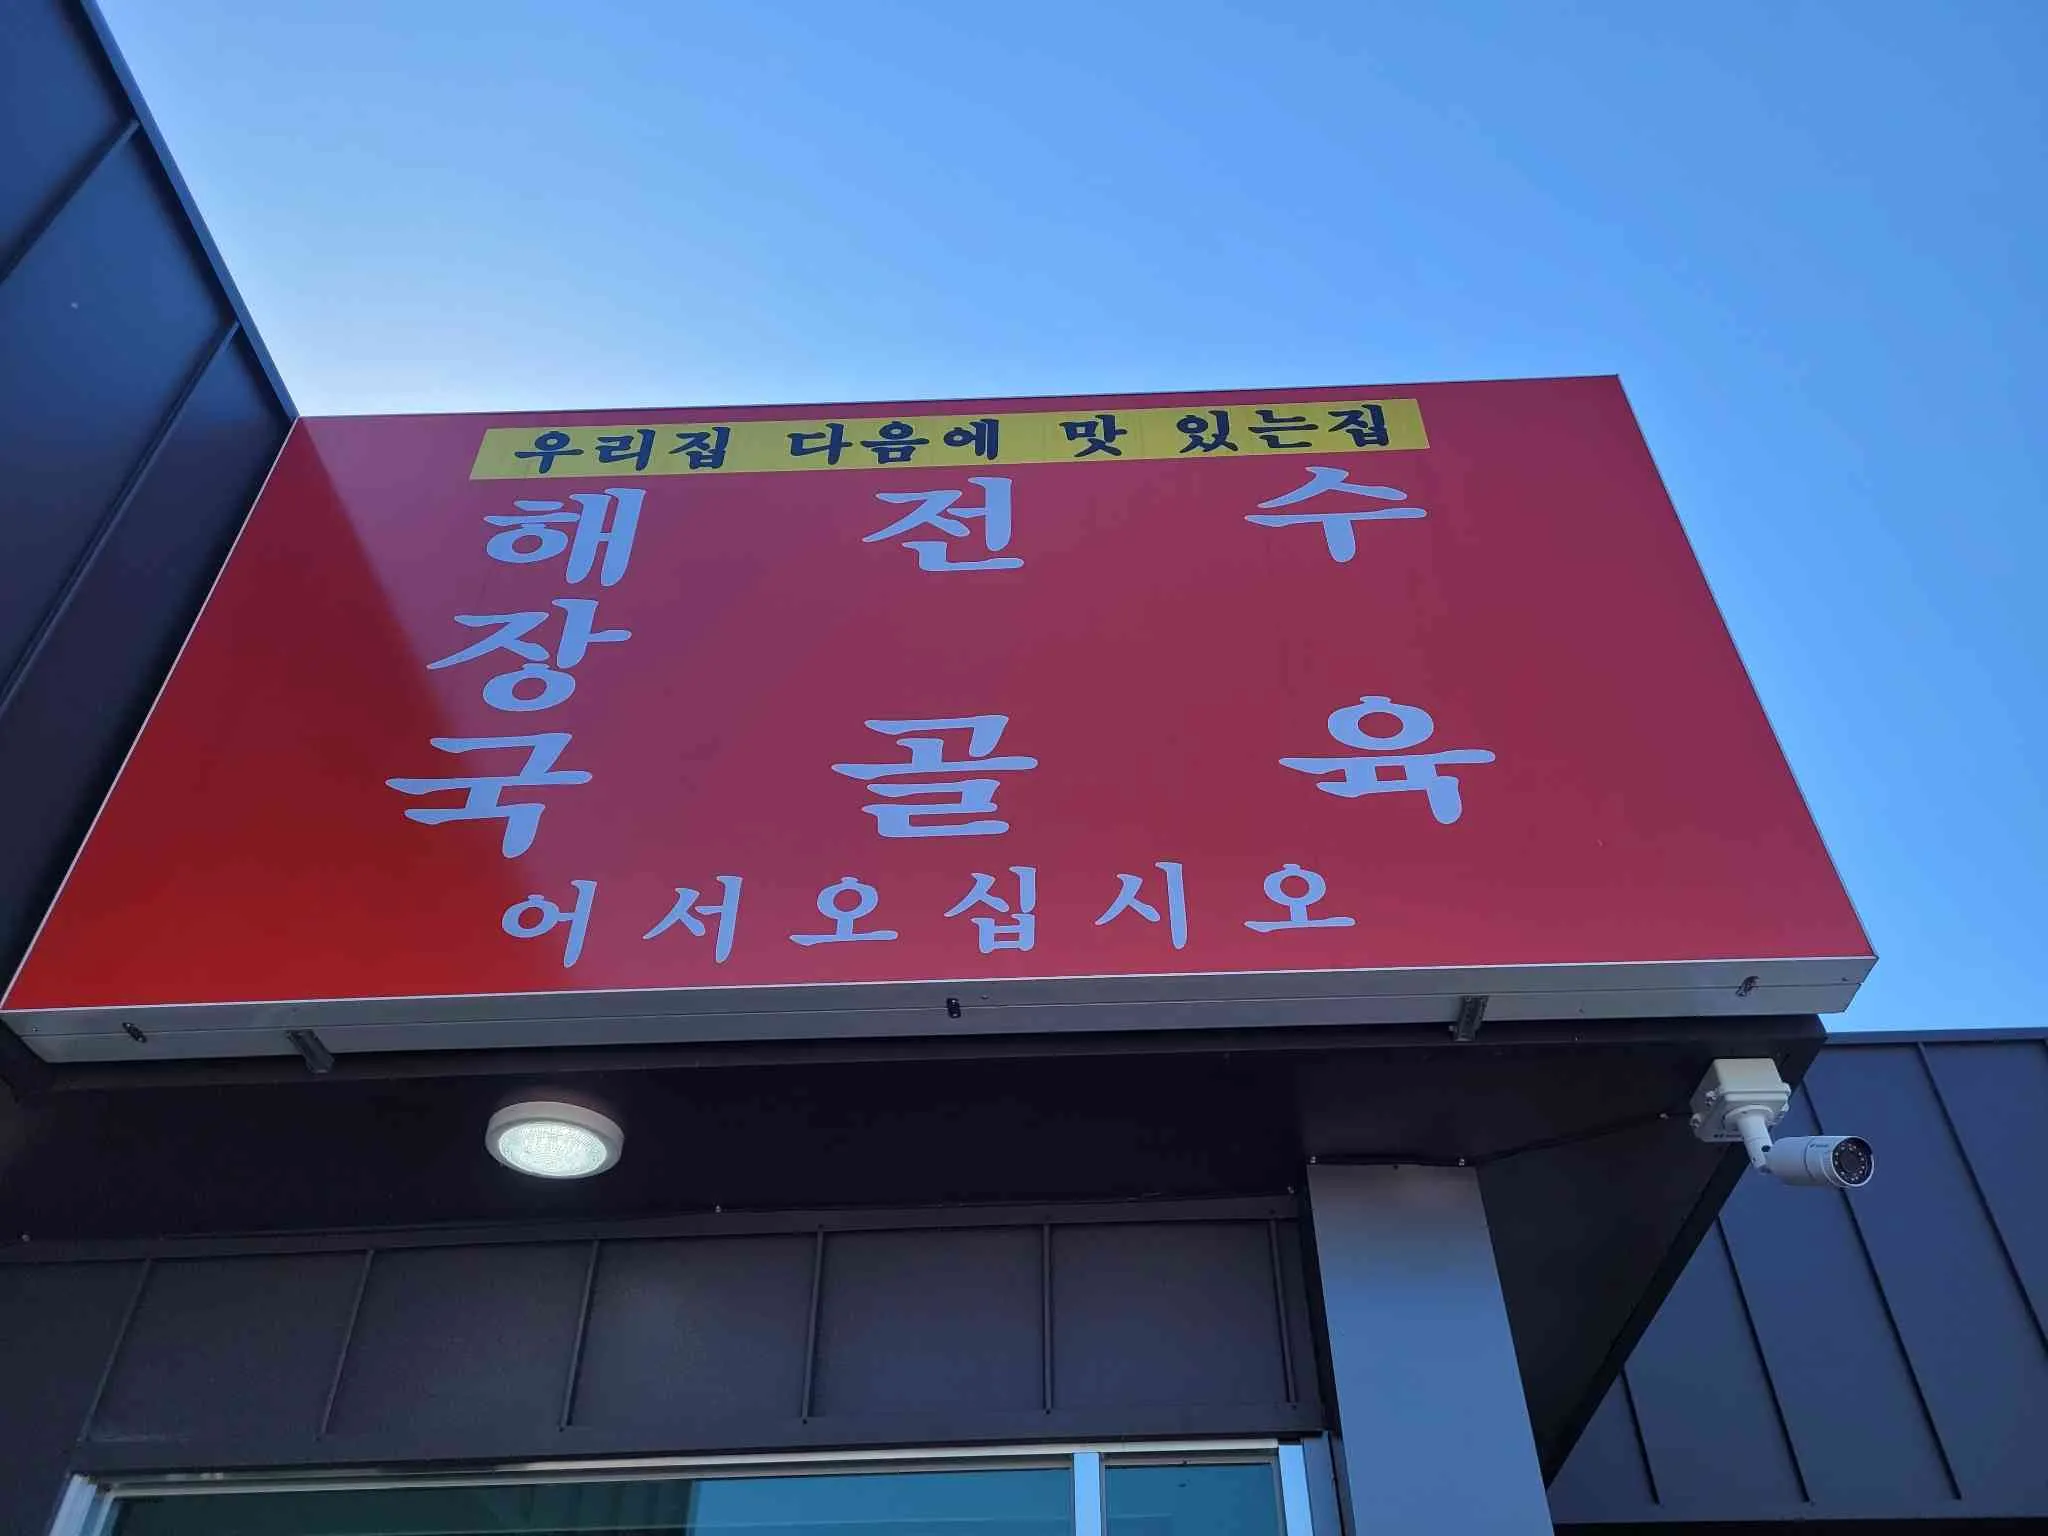 우리집 다음에 맛 있는집
해장국
전골
수육
어서오십시오